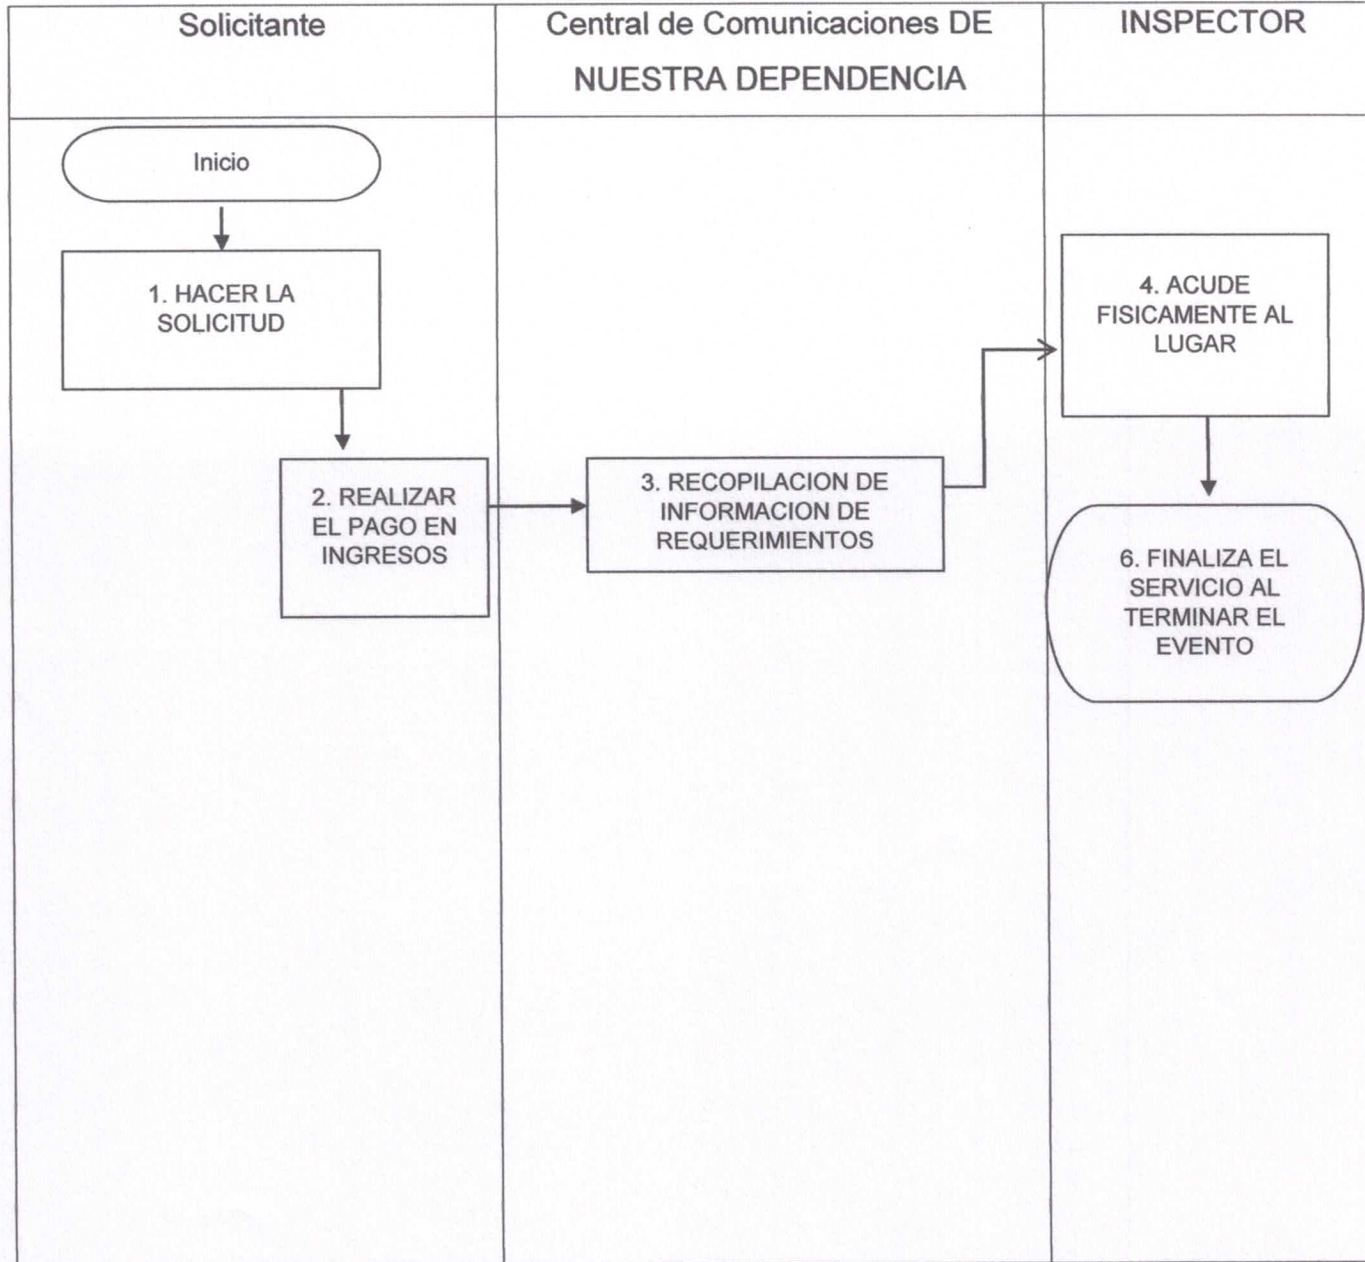 Solicitante
Central de Comunicaciones DE
NUESTRA DEPENDENCIA
INSPECTOR
Inicio
1. HACER LA
SOLICITUD
2. REALIZAR
EL PAGO EN
INGRESOS
3. RECOPILACION DE
INFORMACION DE
REQUERIMIENTOS
4. ACUDE
FISICAMENTE AL
LUGAR
6. FINALIZA EL
SERVICIO AL
TERMINAR EL
EVENTO